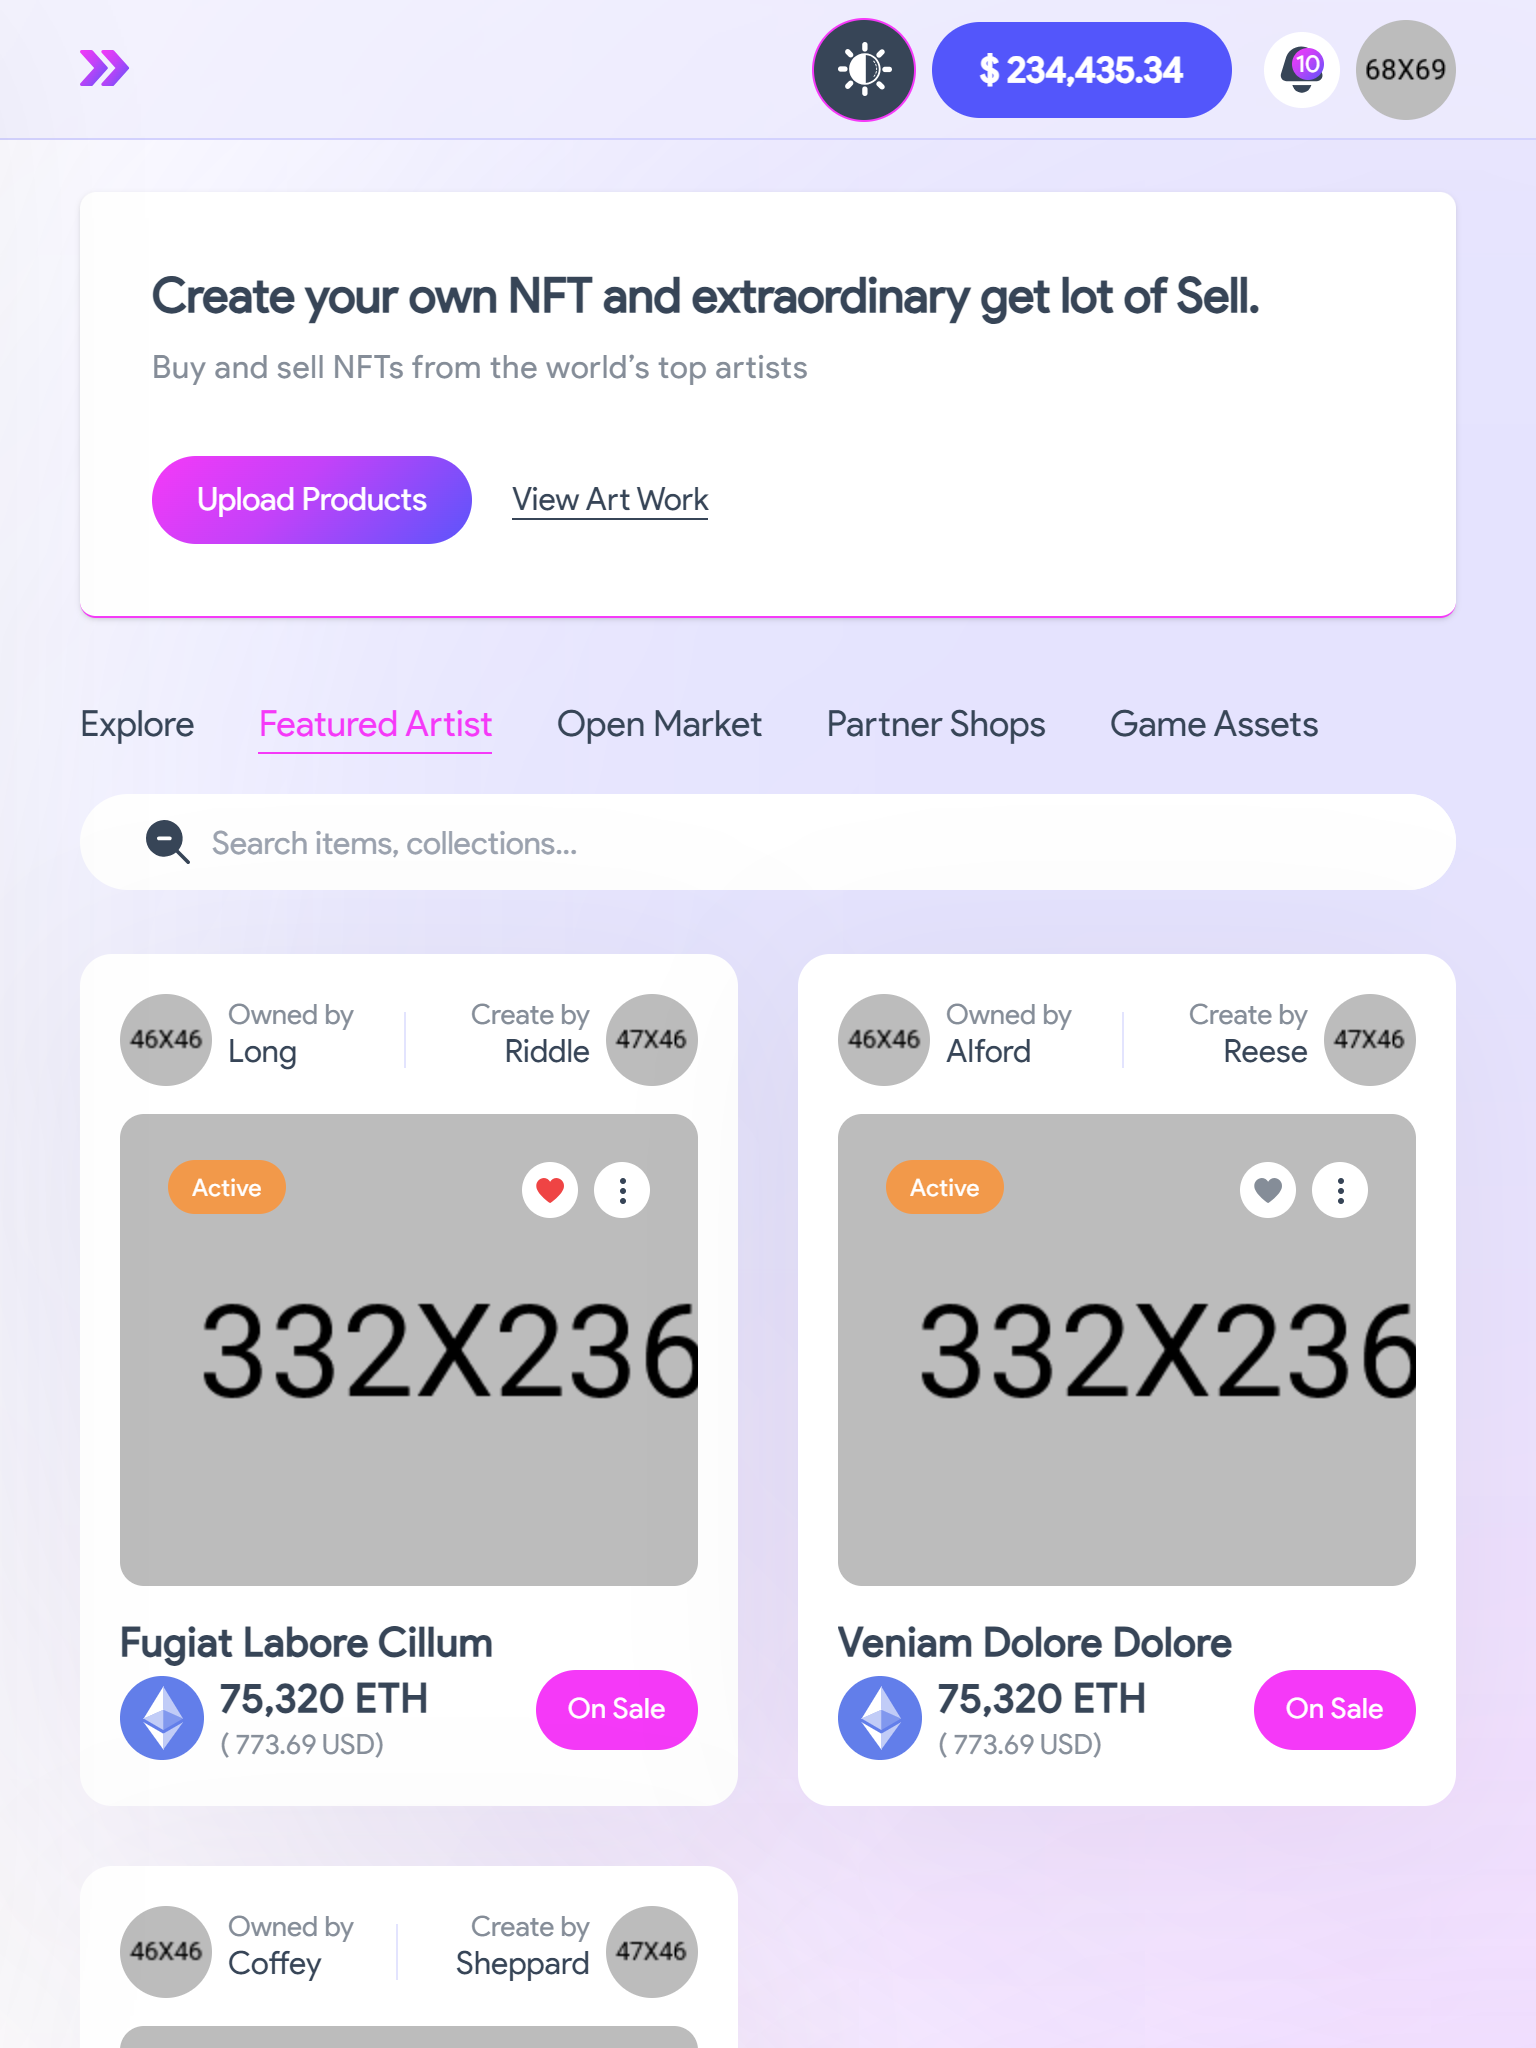 $ 234,435.34
10
68X69
Create your own NFT and extraordinary get lot of Sell.
Buy and sell NFTs from the world’s top artists
Upload Products
View Art Work
Explore
Featured Artist
Open Market
Partner Shops
Game Assets
Search items, collections...
46X46
Owned by
Long
Create by
Riddle
47X46
Active
332X236
Fugiat Labore Cillum
75,320 ETH
( 773.69 USD)
On Sale
46X46
Owned by
Alford
Create by
Reese
47X46
Active
332X236
Veniam Dolore Dolore
75,320 ETH
( 773.69 USD)
On Sale
46X46
Owned by
Coffey
Create by
Sheppard
47X46